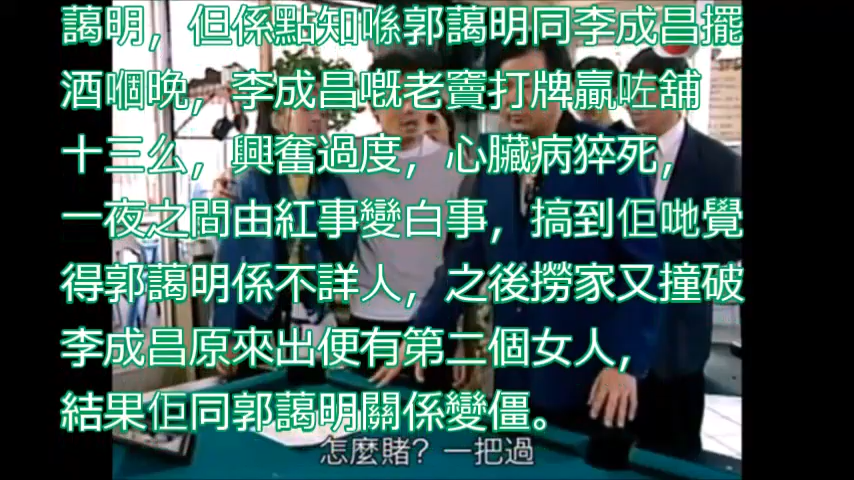 藹明，但係點知喺郭藹明同李成昌擺
酒嗰晚，李成昌嘅老竇打牌贏咗舖
十三么，興奮過度，心臟病猝死，
一夜之間由紅事變白事，搞到佢哋覺
得郭藹明係不詳人，之後撈家又撞破
李成昌原來出便有第二個女人，
結果佢同郭藹明關係變僵。
怎麼賭？一把過